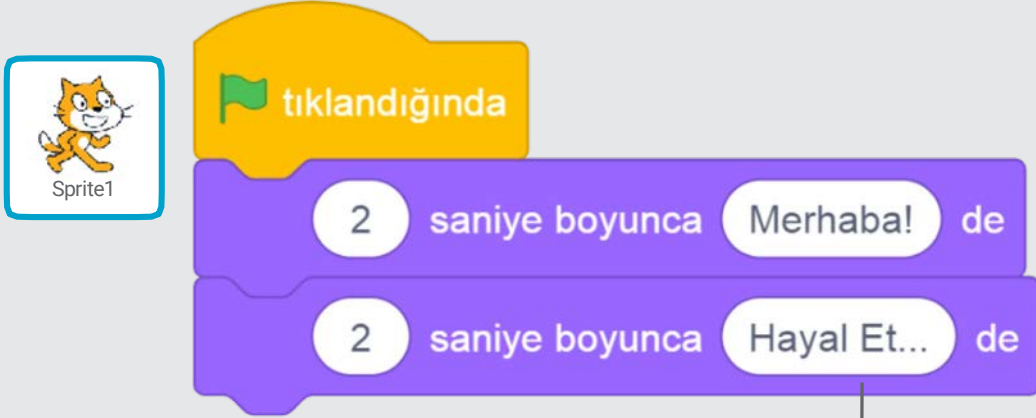 tıklandığında
Sprite1
2 saniye boyunca Merhaba! de
2 saniye boyunca Hayal Et... de